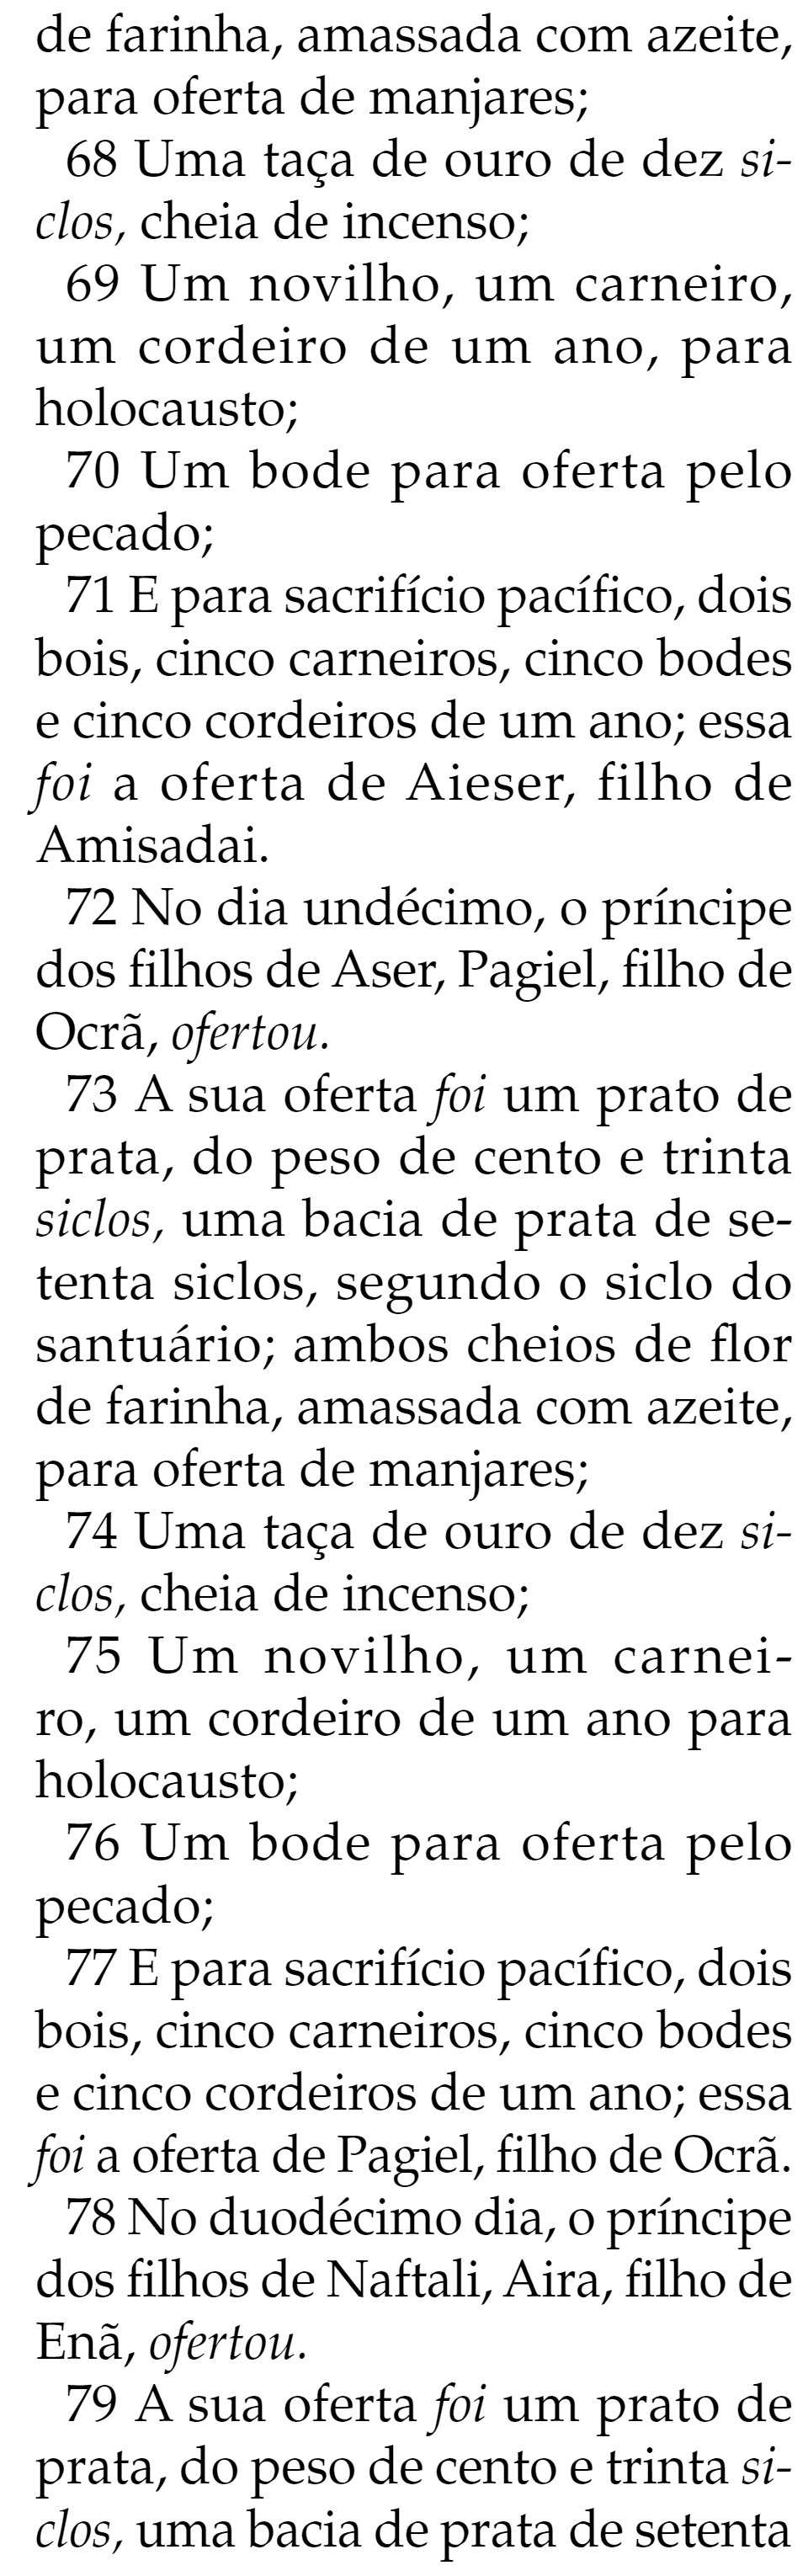 de farinha, amassada com azeite,
para oferta de manjares;
68 Uma taça de ouro de dez si-
clos, cheia de incenso;
69 Um novilho, um carneiro,
um cordeiro de um ano, para
holocausto;
70 Um bode para oferta pelo
pecado;
71 E para sacrifício pacífico, dois
bois, cinco carneiros, cinco bodes
e cinco cordeiros de um ano; essa
foi a oferta de Aieser, filho de
Amisadai.
72 No dia undécimo, o príncipe
dos filhos de Aser, Pagiel, filho de
Ocrã, ofertou.
73 A sua oferta foi um prato de
prata, do peso de cento e trinta
siclos, uma bacia de prata de se-
tenta siclos, segundo o siclo do
santuário; ambos cheios de flor
de farinha, amassada com azeite,
para oferta de manjares;
74 Uma taça de ouro de dez si-
clos, cheia de incenso;
75 Um novilho, um carnei-
ro, um cordeiro de um ano para
holocausto;
76 Um bode para oferta pelo
pecado;
77 E para sacrifício pacífico, dois
bois, cinco carneiros, cinco bodes
e cinco cordeiros de um ano; essa
foi a oferta de Pagiel, filho de Ocrã.
78 No duodécimo dia, o príncipe
dos filhos de Naftali, Aira, filho de
Enã, ofertou.
79 A sua oferta foi um prato de
prata, do peso de cento e trinta si-
clos, uma bacia de prata de setenta